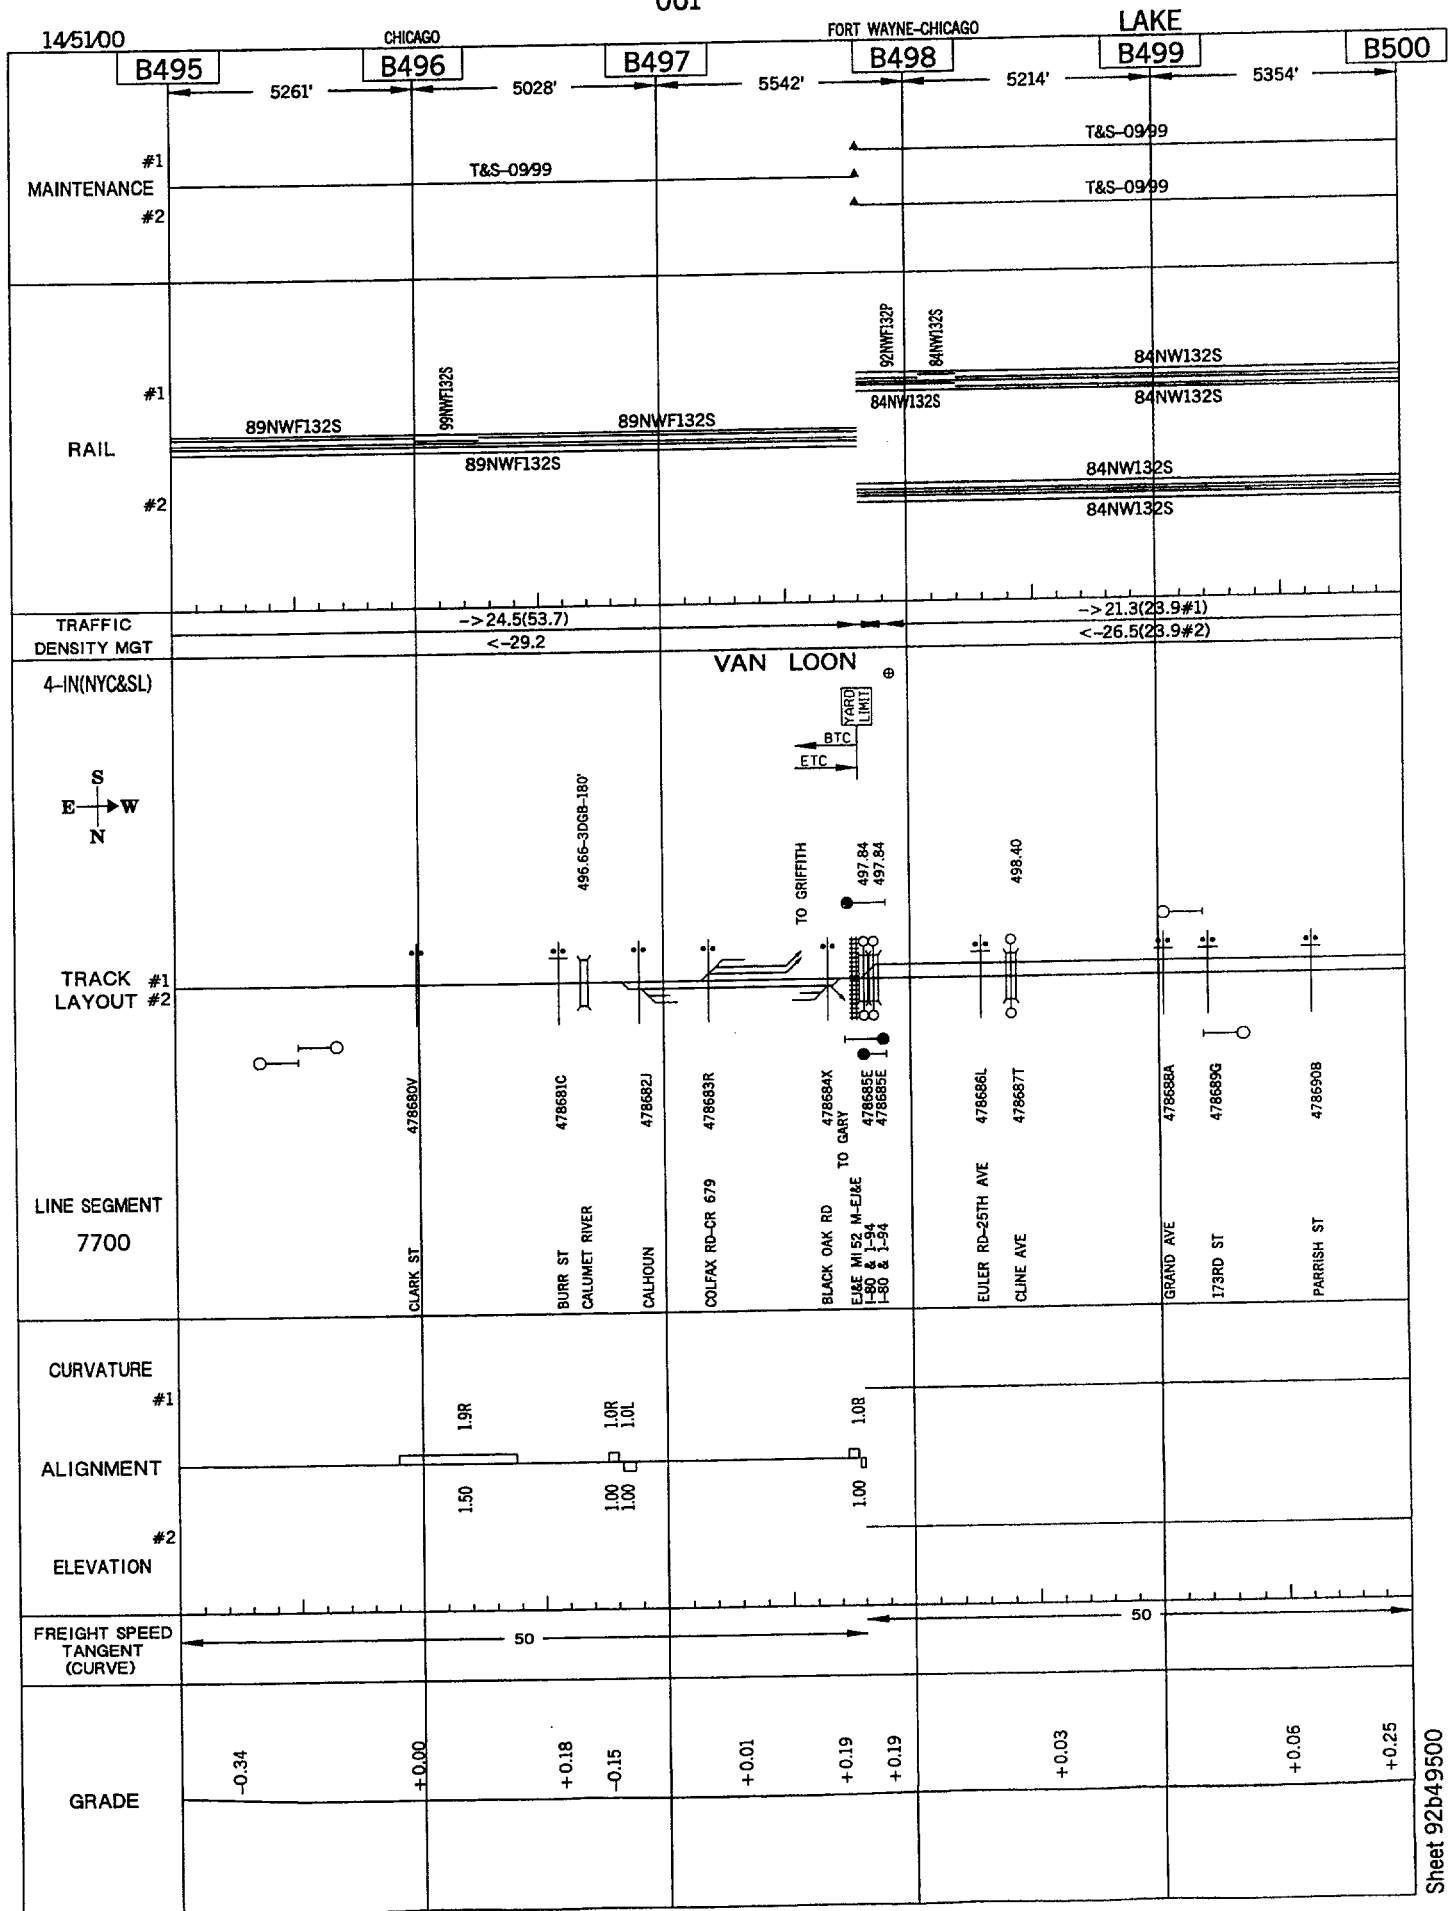 001
14/51/00
CHICAGO
FORT WAYNE-CHICAGO
LAKE
B495
B496
B497
B498
B499
B500
5261'
5028'
5542'
5214'
5354'
MAINTENANCE
#1
#2
T&S-09/99
T&S-09/99
T&S-09/99
RAIL
#1
#2
89NWF132S
99NWF132S
89NWF132S
89NWF132S
92NWF132P
84NW132S
84NW132S
84NW132S
84NW132S
84NW132S
84NW132S
TRAFFIC
DENSITY MGT
->24.5(53.7)
<-29.2
->21.3(23.9#1)
<-26.5(23.9#2)
4-IN(NYC&SL)
VAN LOON
YARD
LIMIT
BTC
ETC
S
E W
N
496.66-3DGB-180'
TO GRIFFITH
497.84
497.84
498.40
TRACK #1
LAYOUT #2
478680V
478681C
478682J
478683R
478684X
TO GARY
478685E
478685E
478686L
478687T
478688A
478689G
478690B
LINE SEGMENT
7700
CLARK ST
BURR ST
CALUMET RIVER
CALHOUN
COLFAX RD-CR 679
BLACK OAK RD
EJ&E MI 52 M-EJ&E
I-80 & I-94
I-80 & I-94
EULER RD-25TH AVE
CLINE AVE
GRAND AVE
173RD ST
PARRISH ST
CURVATURE
#1
ALIGNMENT
#2
ELEVATION
1.9R
1.0R
1.0L
1.0R
1.50
1.00
1.00
1.00
FREIGHT SPEED
TANGENT
(CURVE)
50
50
GRADE
-0.34
+0.00
+0.18
-0.15
+0.01
+0.19
+0.19
+0.03
+0.06
+0.25
Sheet 92b49500